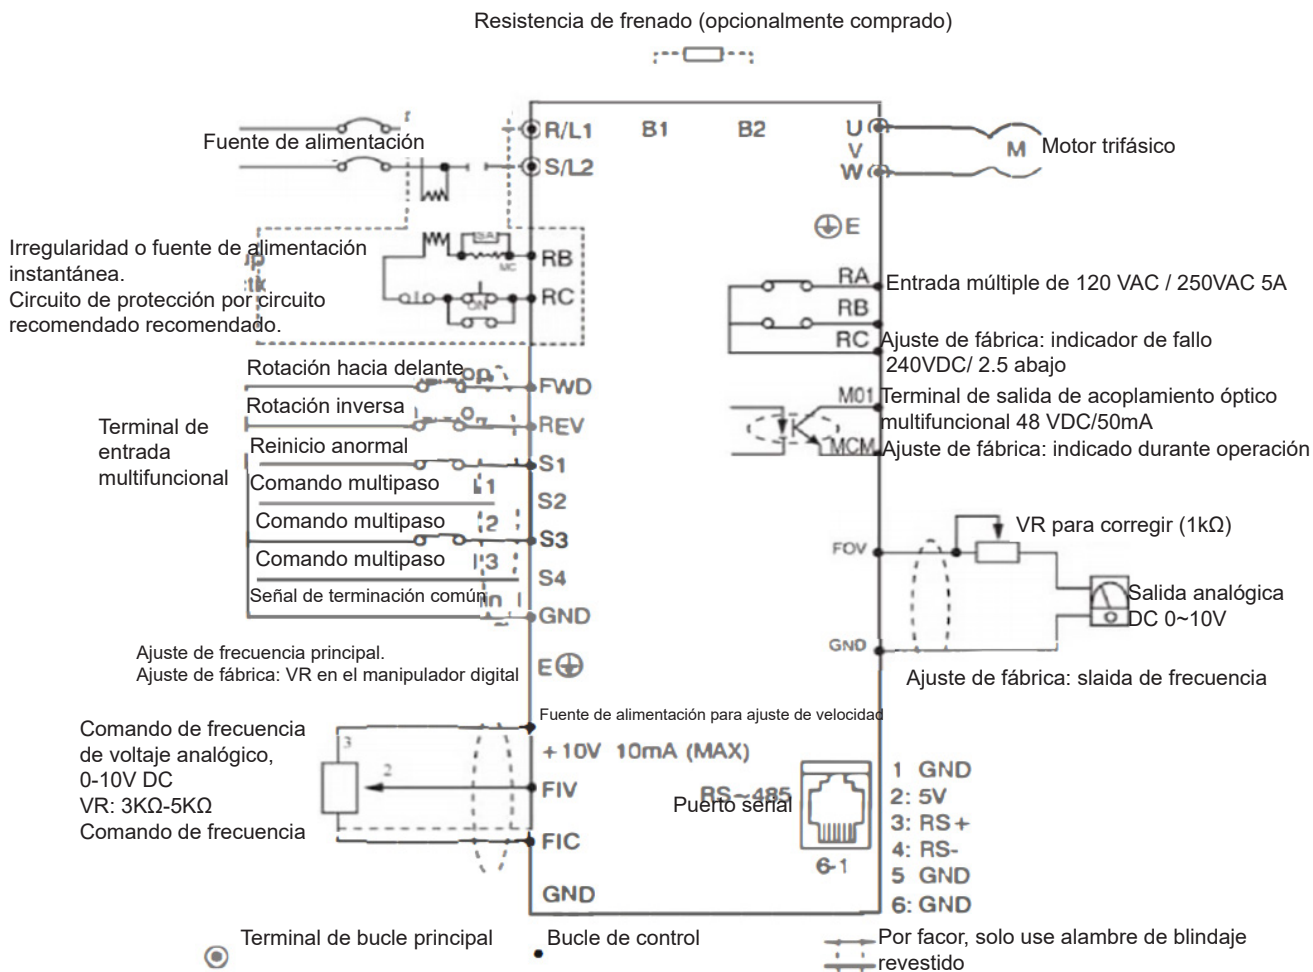 Resistencia de frenado (opcionalmente comprado)
R/L1
B1
B2
U
V
W
M
Motor trifásico
Fuente de alimentación
S/L2
E
Irregularidad o fuente de alimentación
instantánea.
Circuito de protección por circuito
recomendado recomendado.
SA
MC
RB
ON
RC
RA
Entrada múltiple de 120 VAC / 250VAC 5A
RB
RC
Ajuste de fábrica: indicador de fallo
240VDC/ 2.5 abajo
Rotación hacia delante
FWD
Rotación inversa
REV
Terminal de
entrada
multifuncional
Reinicio anormal
S1
Comando multipaso
1
S2
Comando multipaso
2
S3
Comando multipaso
3
S4
Señal de terminación común
GND
M01
Terminal de salida de acoplamiento óptico
multifuncional 48 VDC/50mA
MCM
Ajuste de fábrica: indicado durante operación
VR para corregir (1kΩ)
FOV
Salida analógica
DC 0~10V
GND
Ajuste de fábrica: slaida de frecuencia
Ajuste de frecuencia principal.
Ajuste de fábrica: VR en el manipulador digital
E
Comando de frecuencia
de voltaje analógico,
0-10V DC
VR: 3KΩ-5KΩ
Comando de frecuencia
3
2
Fuente de alimentación para ajuste de velocidad
+10V 10mA (MAX)
FIV
FIC
GND
RS~485
Puerto señal
6-1
1 GND
2: 5V
3: RS+
4: RS-
5 GND
6: GND
Terminal de bucle principal
Bucle de control
Por facor, solo use alambre de blindaje
revestido